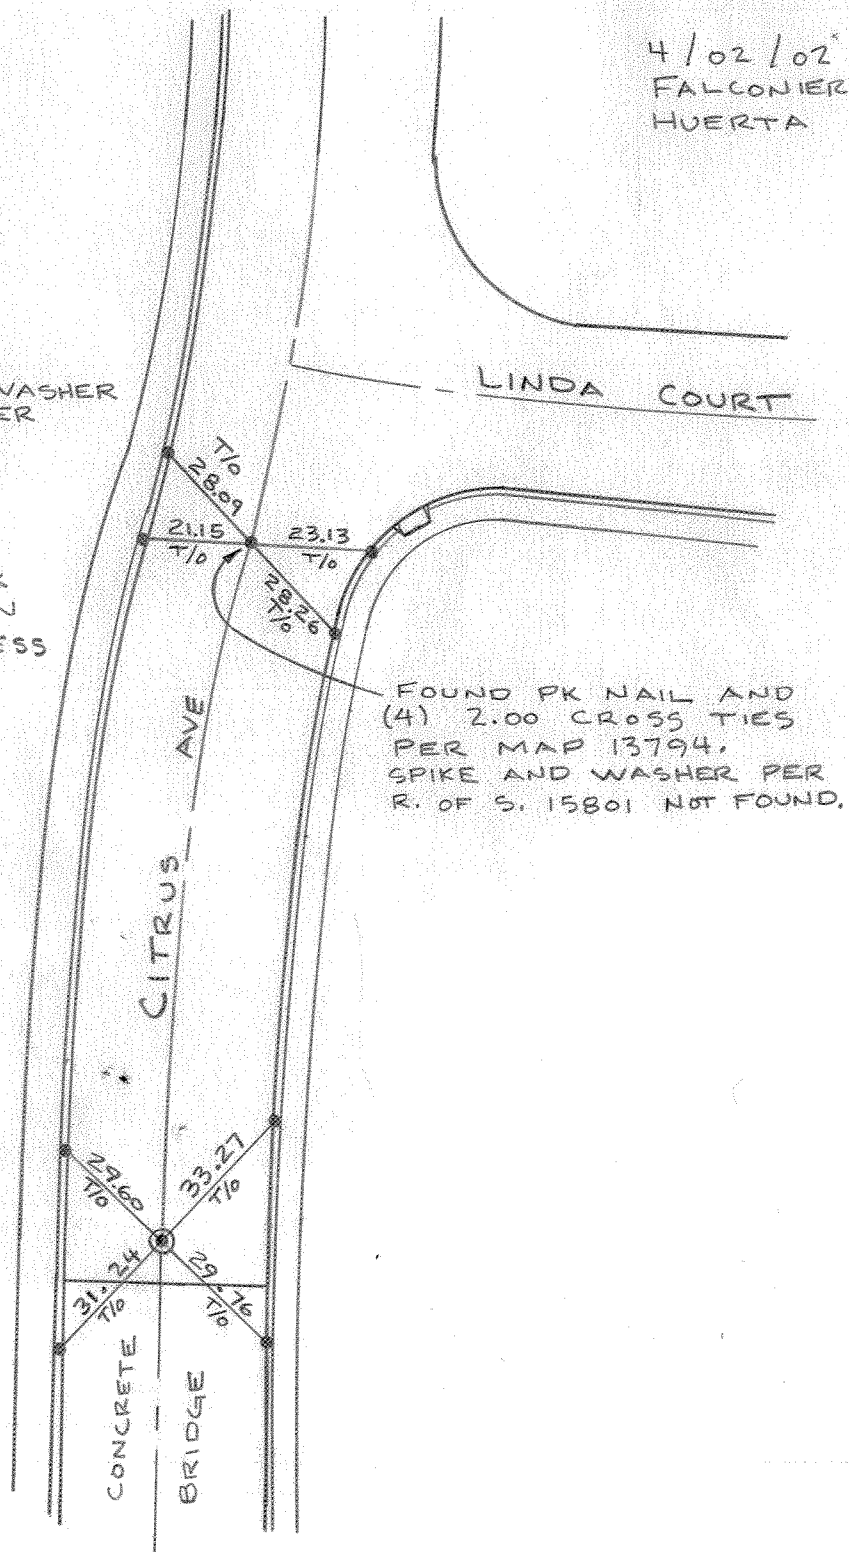 4/02/02
FALCONIER
HUERTA
WASHER
LINDA COURT
T/O
28.09
21.15
T/O
23.13
T/O
28.26
T/O
FOUND PK NAIL AND
(4) 2.00 CROSS TIES
PER MAP 13794.
SPIKE AND WASHER PER
R. OF S. 15801 NOT FOUND.
CITRUS AVE
29.60
T/O
33.27
T/O
31.24
T/O
29.76
T/O
CONCRETE
BRIDGE